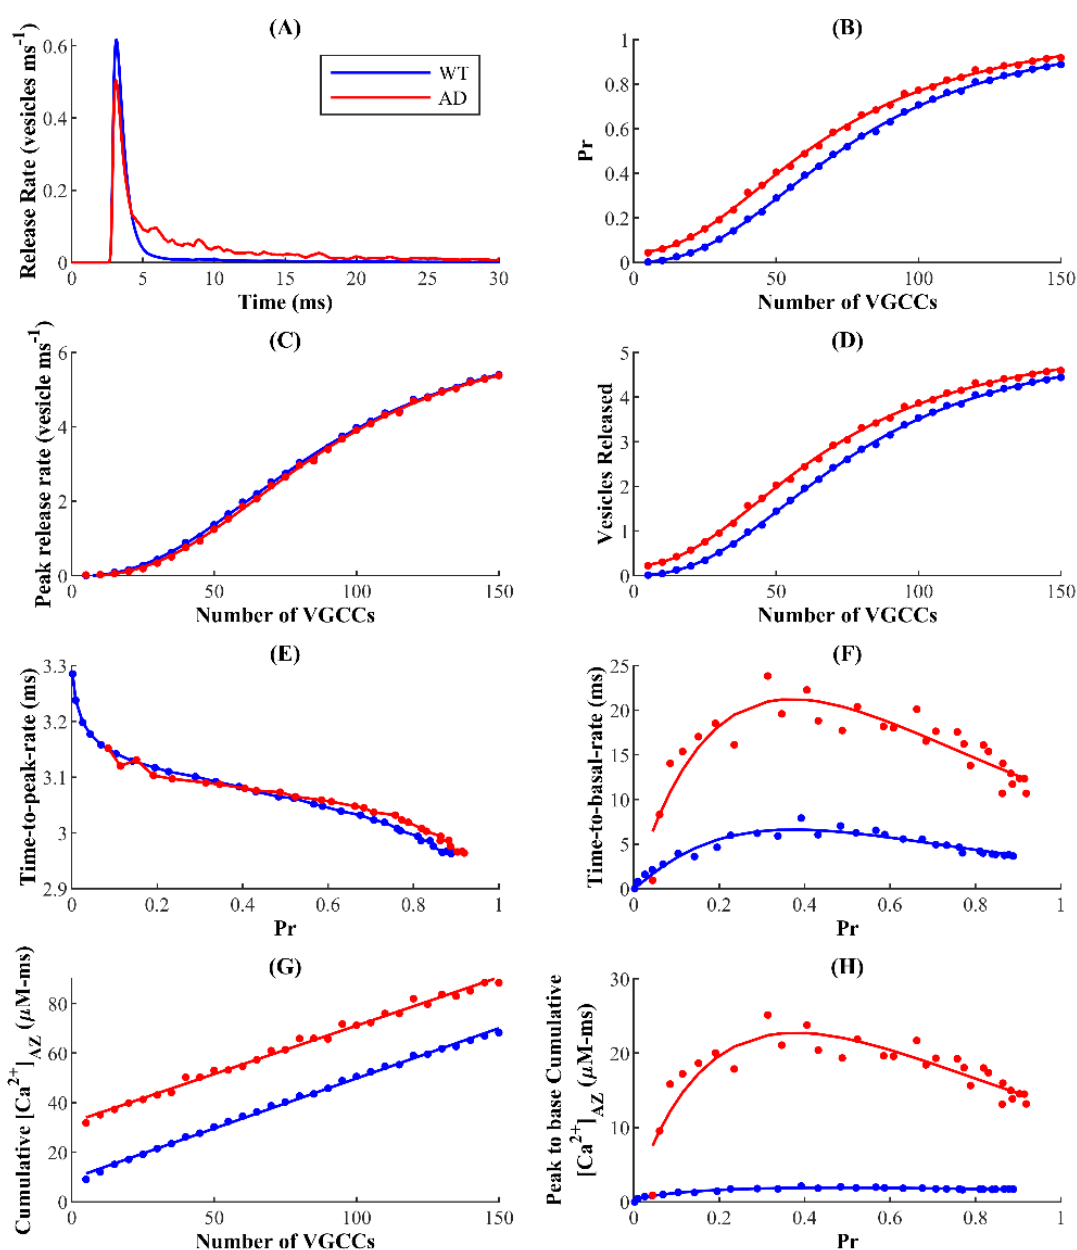 (A)
Release Rate (vesicles ms-1)
0.6
0.4
0.2
0
0 5 10 15 20 25 30
Time (ms)
WT
AD
(B)
Pr
1
0.8
0.6
0.4
0.2
0
0 50 100 150
Number of VGCCs
(C)
Peak release rate (vesicle ms-1)
6
4
2
0
0 50 100 150
Number of VGCCs
(D)
Vesicles Released
5
4
3
2
1
0
0 50 100 150
Number of VGCCs
(E)
Time-to-peak-rate (ms)
3.3
3.2
3.1
3
2.9
0 0.2 0.4 0.6 0.8 1
Pr
(F)
Time-to-basal-rate (ms)
25
20
15
10
5
0
0 0.2 0.4 0.6 0.8 1
Pr
(G)
Cumulative [Ca2+]AZ (μM-ms)
80
60
40
20
0
0 50 100 150
Number of VGCCs
(H)
Peak to base Cumulative
[Ca2+]AZ (μM-ms)
30
20
10
0
0 0.2 0.4 0.6 0.8 1
Pr